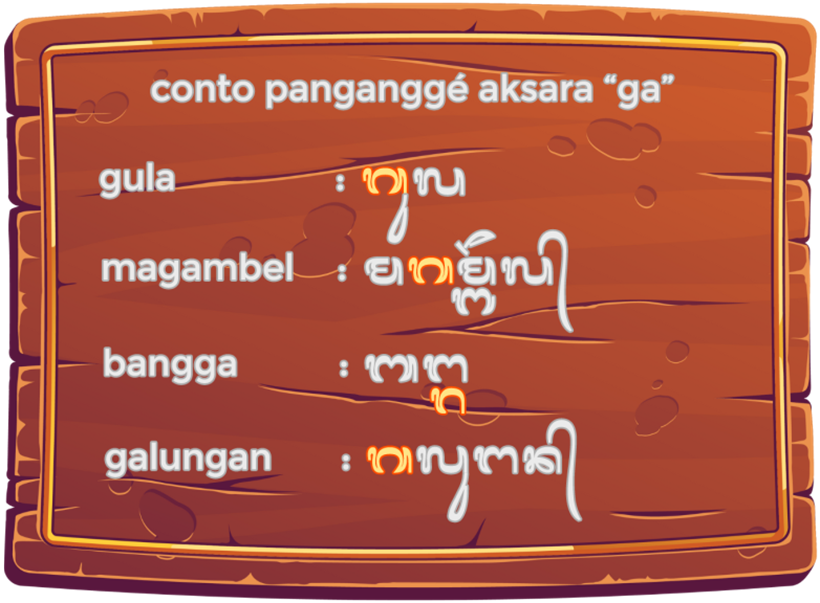 conto panganggé aksara “ga”
gula : ᬕᬸᬮ
magambel : ᬫᬕᬫ᭄ᬩᭂᬮ᭄
bangga : ᬩᬗ᭄ᬕ
galungan : ᬕᬮᬸᬗᬦ᭄